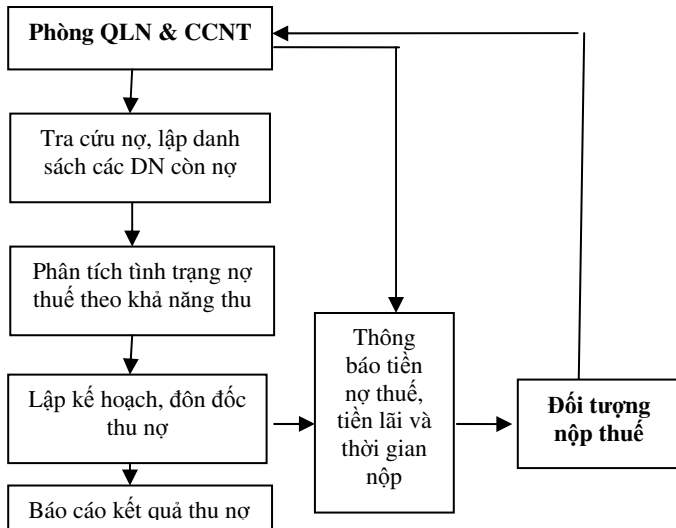 Phòng QLN & CCNT
Tra cứu nợ, lập danh
sách các DN còn nợ
Phân tích tình trạng nợ
thuế theo khả năng thu
Lập kế hoạch, đôn đốc
thu nợ
Báo cáo kết quả thu nợ
Thông
báo tiền
nợ thuế,
tiền lãi và
thời gian
nộp
Đối tượng
nộp thuế